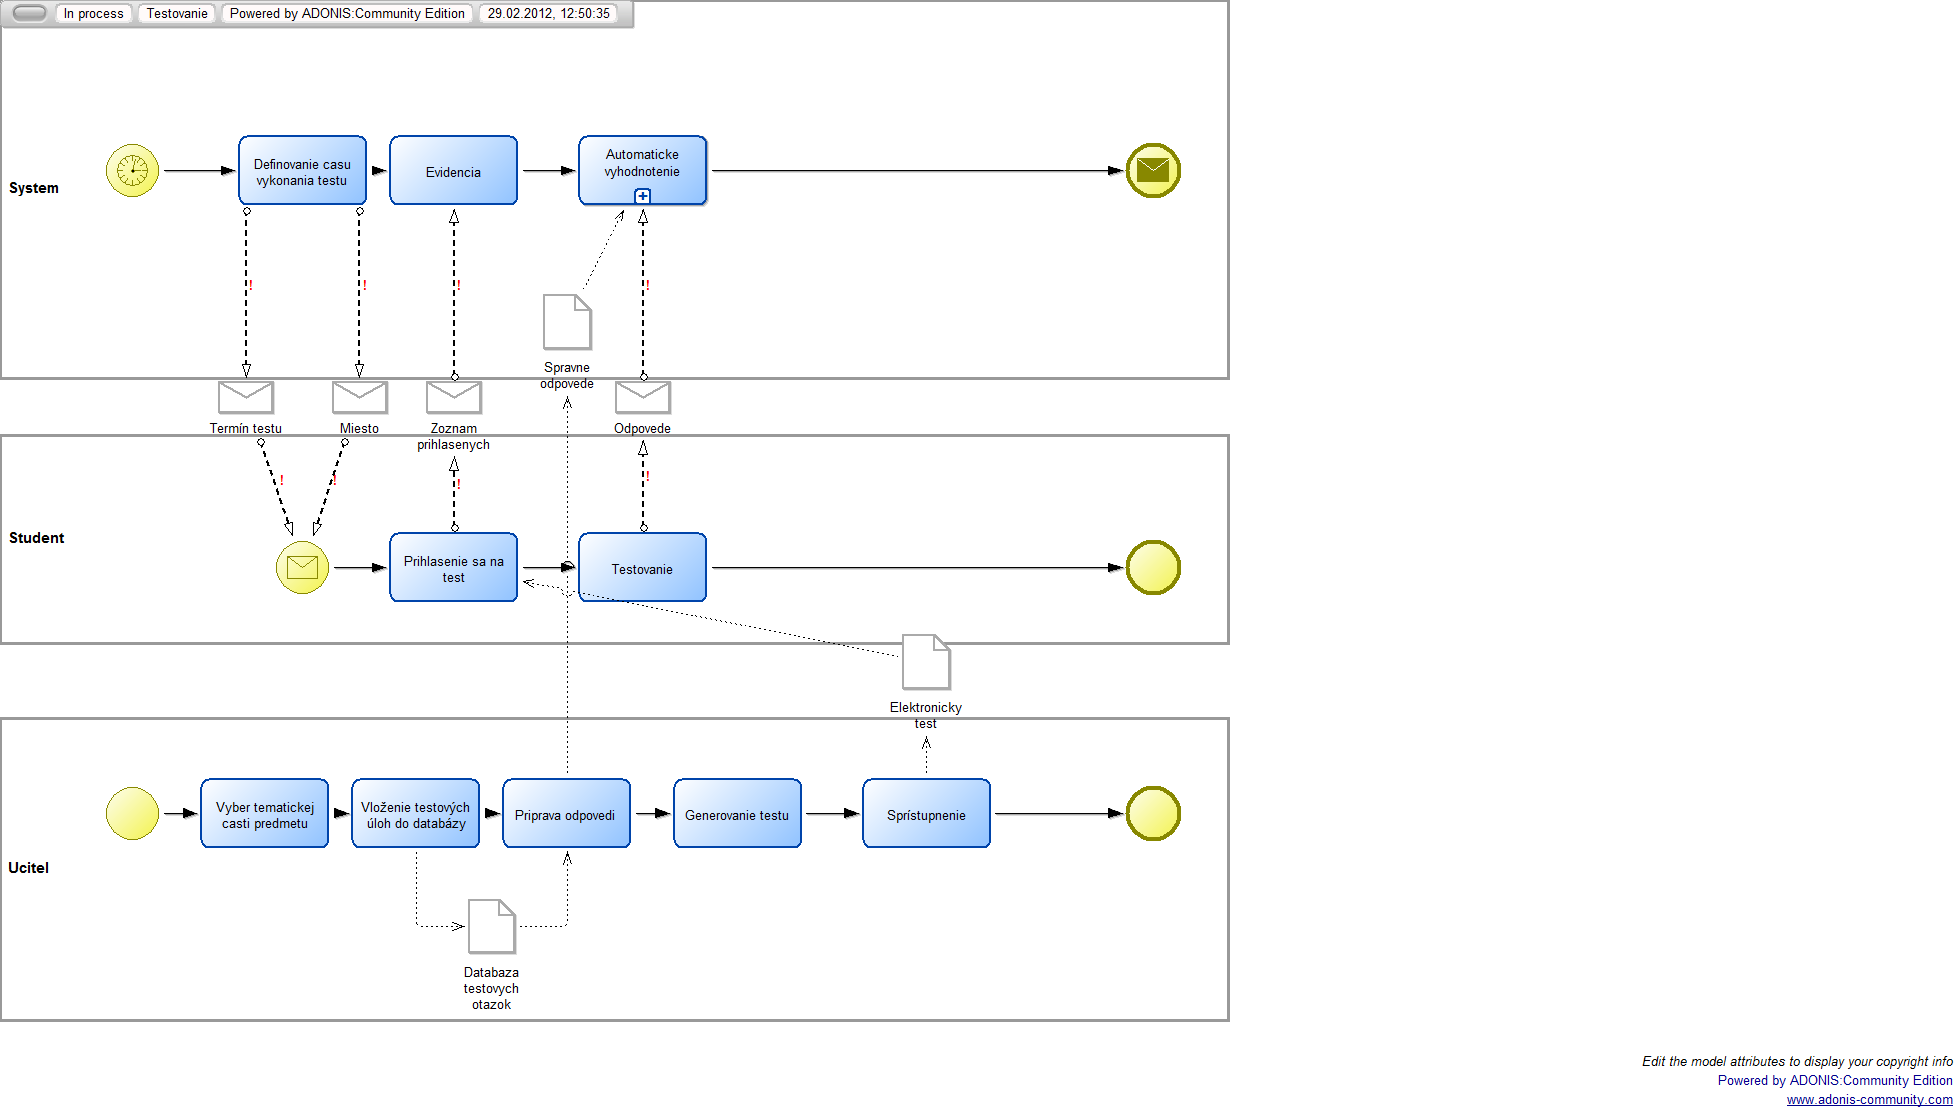 In process
Testovanie
Powered by ADONIS:Community Edition
29.02.2012, 12:50:35
System
Definovanie casu
vykonania testu
Evidencia
Automaticke
vyhodnotenie
!
!
!
!
Spravne
odpovede
Termín testu
Miesto
Zoznam
prihlasenych
Odpovede
!
!
!
!
Student
Prihlasenie sa na
test
Testovanie
Elektronicky
test
Ucitel
Vyber tematickej
casti predmetu
Vloženie testových
úloh do databázy
Priprava odpovedi
Generovanie testu
Sprístupnenie
Databaza
testovych
otazok
Edit the model attributes to display your copyright info
Powered by ADONIS:Community Edition
www.adonis-community.com